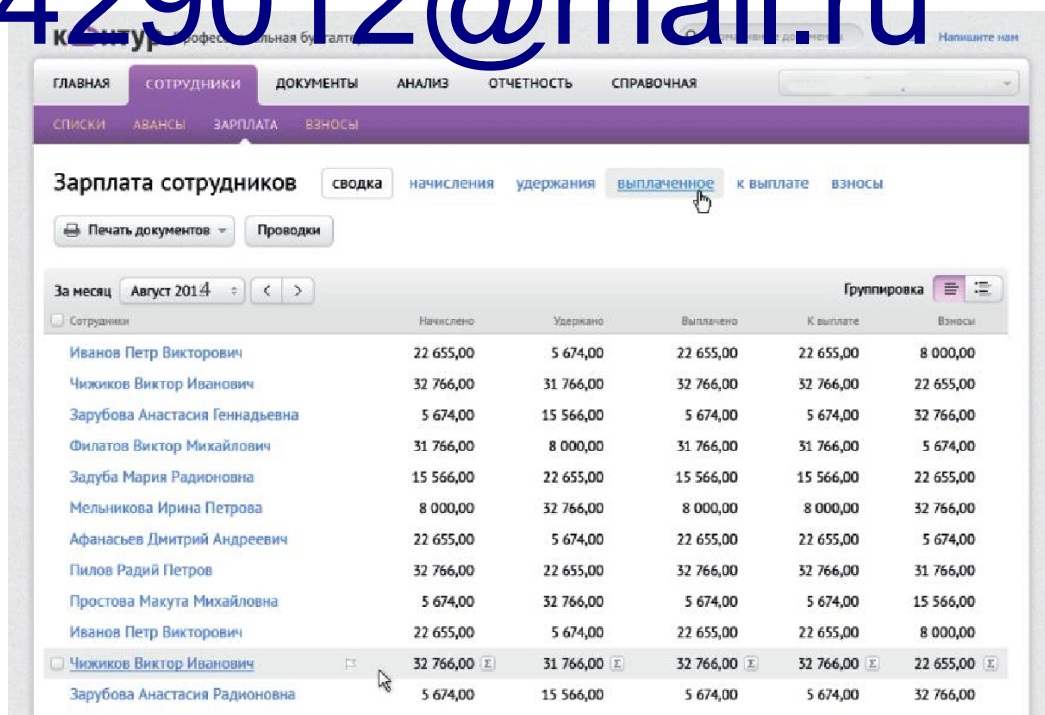 429012@mail.ru
контур Напишите нам
ГЛАВНАЯ СОТРУДНИКИ ДОКУМЕНТЫ АНАЛИЗ ОТЧЕТНОСТЬ СПРАВОЧНАЯ
СПИСКИ АВАНСЫ ЗАРПЛАТА ВЗНОСЫ
Зарплата сотрудников сводка начисления удержания выплаченное к выплате взносы
Печать документов Проводки
За месяц Август 2014 < > Группировка
Сотрудники Начислено Удержано Выплачено К выплате Взносы
Иванов Петр Викторович 22 655,00 5 674,00 22 655,00 22 655,00 8 000,00
Чижиков Виктор Иванович 32 766,00 31 766,00 32 766,00 32 766,00 22 655,00
Зарубова Анастасия Геннадьевна 5 674,00 15 566,00 5 674,00 5 674,00 32 766,00
Филатов Виктор Михайлович 31 766,00 8 000,00 31 766,00 31 766,00 5 674,00
Задуба Мария Радионовна 15 566,00 22 655,00 15 566,00 15 566,00 22 655,00
Мельникова Ирина Петрова 8 000,00 32 766,00 8 000,00 8 000,00 32 766,00
Афанасьев Дмитрий Андреевич 22 655,00 5 674,00 22 655,00 22 655,00 5 674,00
Пилов Радий Петров 32 766,00 22 655,00 32 766,00 32 766,00 31 766,00
Простова Макута Михайловна 5 674,00 32 766,00 5 674,00 5 674,00 15 566,00
Иванов Петр Викторович 22 655,00 5 674,00 22 655,00 22 655,00 8 000,00
Чижиков Виктор Иванович 32 766,00 Σ 31 766,00 Σ 32 766,00 Σ 32 766,00 Σ 22 655,00 Σ
Зарубова Анастасия Радионовна 5 674,00 15 566,00 5 674,00 5 674,00 32 766,00